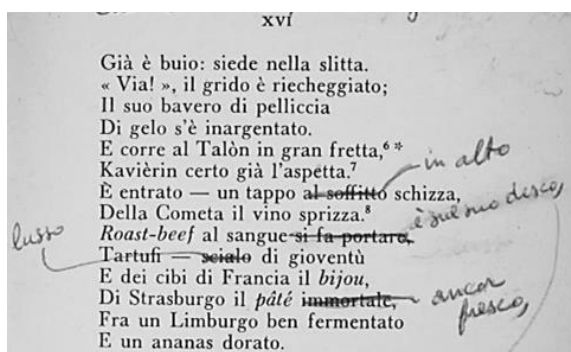 XVI
Già è buio: siede nella slitta.
« Via! », il grido è riecheggiato;
Il suo bavero di pelliccia
Di gelo s'è inargentato.
E corre al Talòn in gran fretta,⁶ *
Kavièrin certo già l'aspetta.⁷
in alto
È entrato — un tappo al soffitto schizza,
Della Cometa il vino sprizza.⁸
è sul suo desco,
Roast-beef al sangue si fa portare,
lusso
Tartufi — scialo di gioventù
E dei cibi di Francia il bijou,
Di Strasburgo il pâté immortale,
ancor
fresco,
Fra un Limburgo ben fermentato
E un ananas dorato.